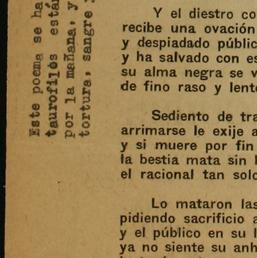 Este poema se ha
taurofilos están
por la mañana, y
tortura, sangre
Y el diestro co
recibe una ovación
y despiadado públic
y ha salvado con es
su alma negra se v
de fino raso y lent
Sediento de tra
arrimarse le exije a
y si muere por fin
la bestia mata sin
el racional tan solo
Lo mataron las
pidiendo sacrificio a
y el público en su
ya no siente su anh